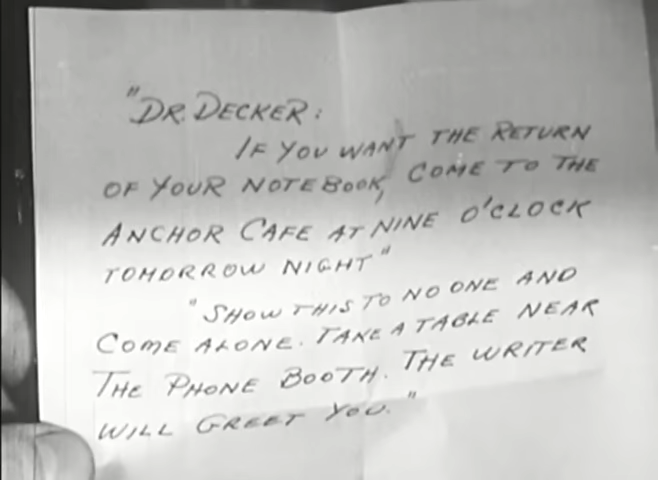 "DR. DECKER:
IF YOU WANT THE RETURN
OF YOUR NOTEBOOK, COME TO THE
ANCHOR CAFE AT NINE O'CLOCK
TOMORROW NIGHT"
"SHOW THIS TO NO ONE AND
COME ALONE. TAKE A TABLE NEAR
THE PHONE BOOTH. THE WRITER
WILL GREET YOU."